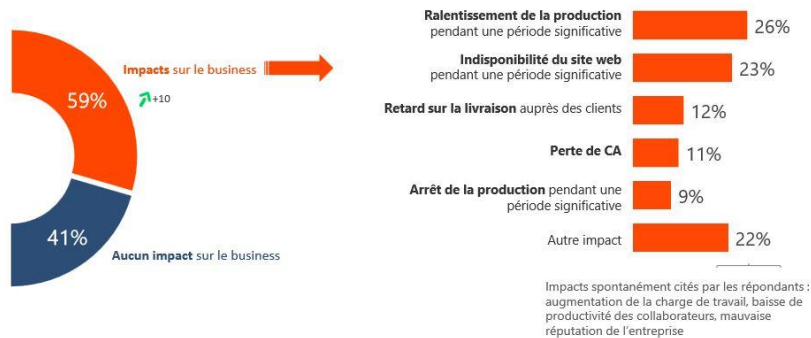 59%
Impacts sur le business
+10
41%
Aucun impact sur le business
Ralentissement de la production
pendant une période significative
26%
Indisponibilité du site web
pendant une période significative
23%
Retard sur la livraison auprès des clients
12%
Perte de CA
11%
Arrêt de la production pendant une
période significative
9%
Autre impact
22%
Impacts spontanément cités par les répondants :
augmentation de la charge de travail, baisse de
productivité des collaborateurs, mauvaise
réputation de l'entreprise